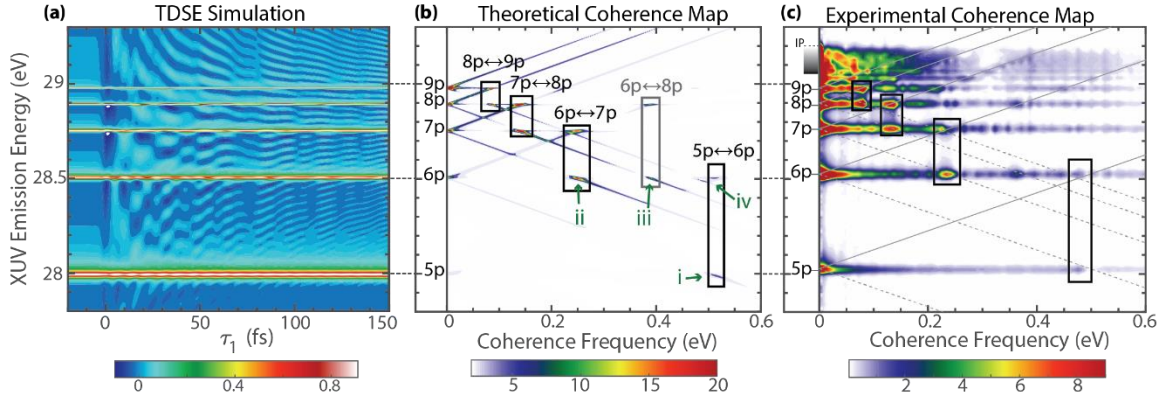 (a) TDSE Simulation
(b) Theoretical Coherence Map
(c) Experimental Coherence Map
XUV Emission Energy (eV)
29
28.5
28
0
50
100
150
τ1 (fs)
0
0.4
0.8
9p
8p
7p
6p
5p
8p↔9p
7p↔8p
6p↔7p
6p↔8p
5p↔6p
i
ii
iii
iv
0
0.2
0.4
0.6
Coherence Frequency (eV)
5
10
15
20
IP
9p
8p
7p
6p
5p
0
0.2
0.4
0.6
Coherence Frequency (eV)
2
4
6
8